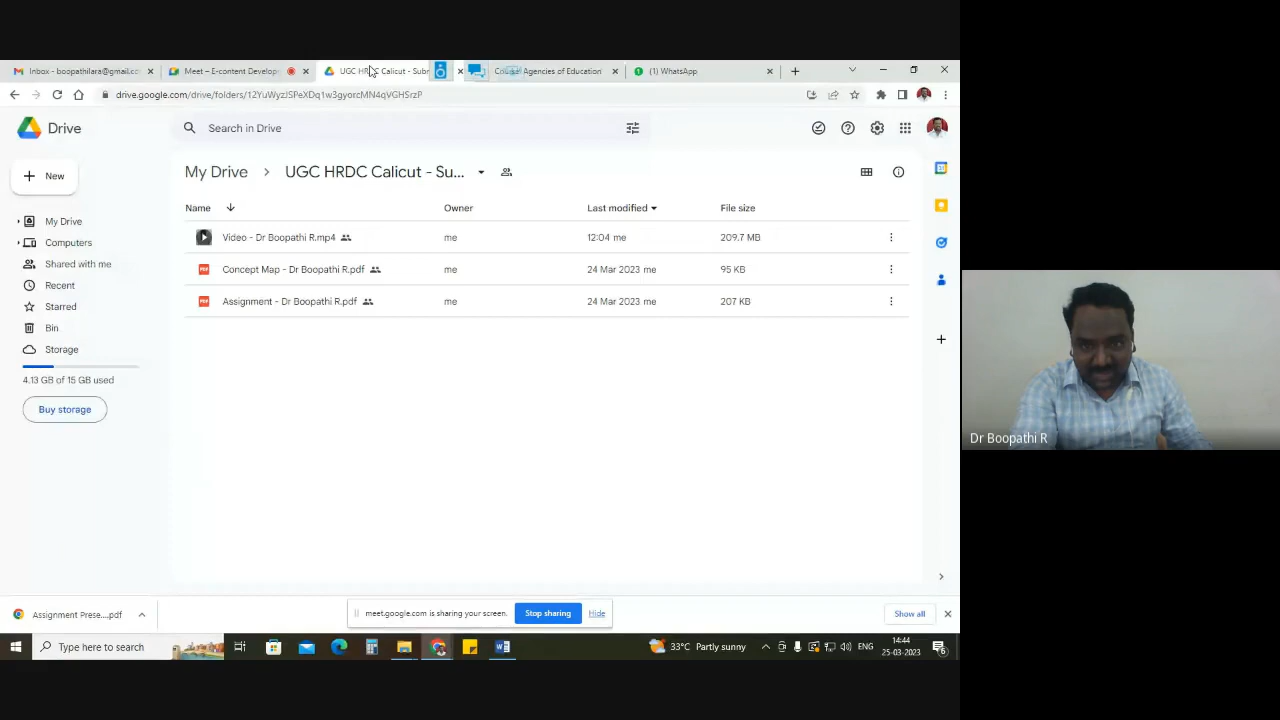 Inbox - boopathilara@gmail.co
Meet – E-content Develop
UGC HRDC Calicut - Subm
Agencies of Education
(1) WhatsApp
drive.google.com/drive/folders/12YuWyzJSPeXDq1w3gyorcMN4qVGHSrzP
Drive
Search in Drive
New
My Drive
UGC HRDC Calicut - Su...
Name
Owner
Last modified
File size
My Drive
Video - Dr Boopathi R.mp4
me
12:04 me
209.7 MB
Computers
Shared with me
Concept Map - Dr Boopathi R.pdf
me
24 Mar 2023 me
95 KB
Recent
Starred
Assignment - Dr Boopathi R.pdf
me
24 Mar 2023 me
207 KB
Bin
Storage
4.13 GB of 15 GB used
Buy storage
Dr Boopathi R
Assignment Prese....pdf
meet.google.com is sharing your screen.
Stop sharing
Hide
Show all
Type here to search
33°C Partly sunny
ENG
14:44
25-03-2023
6